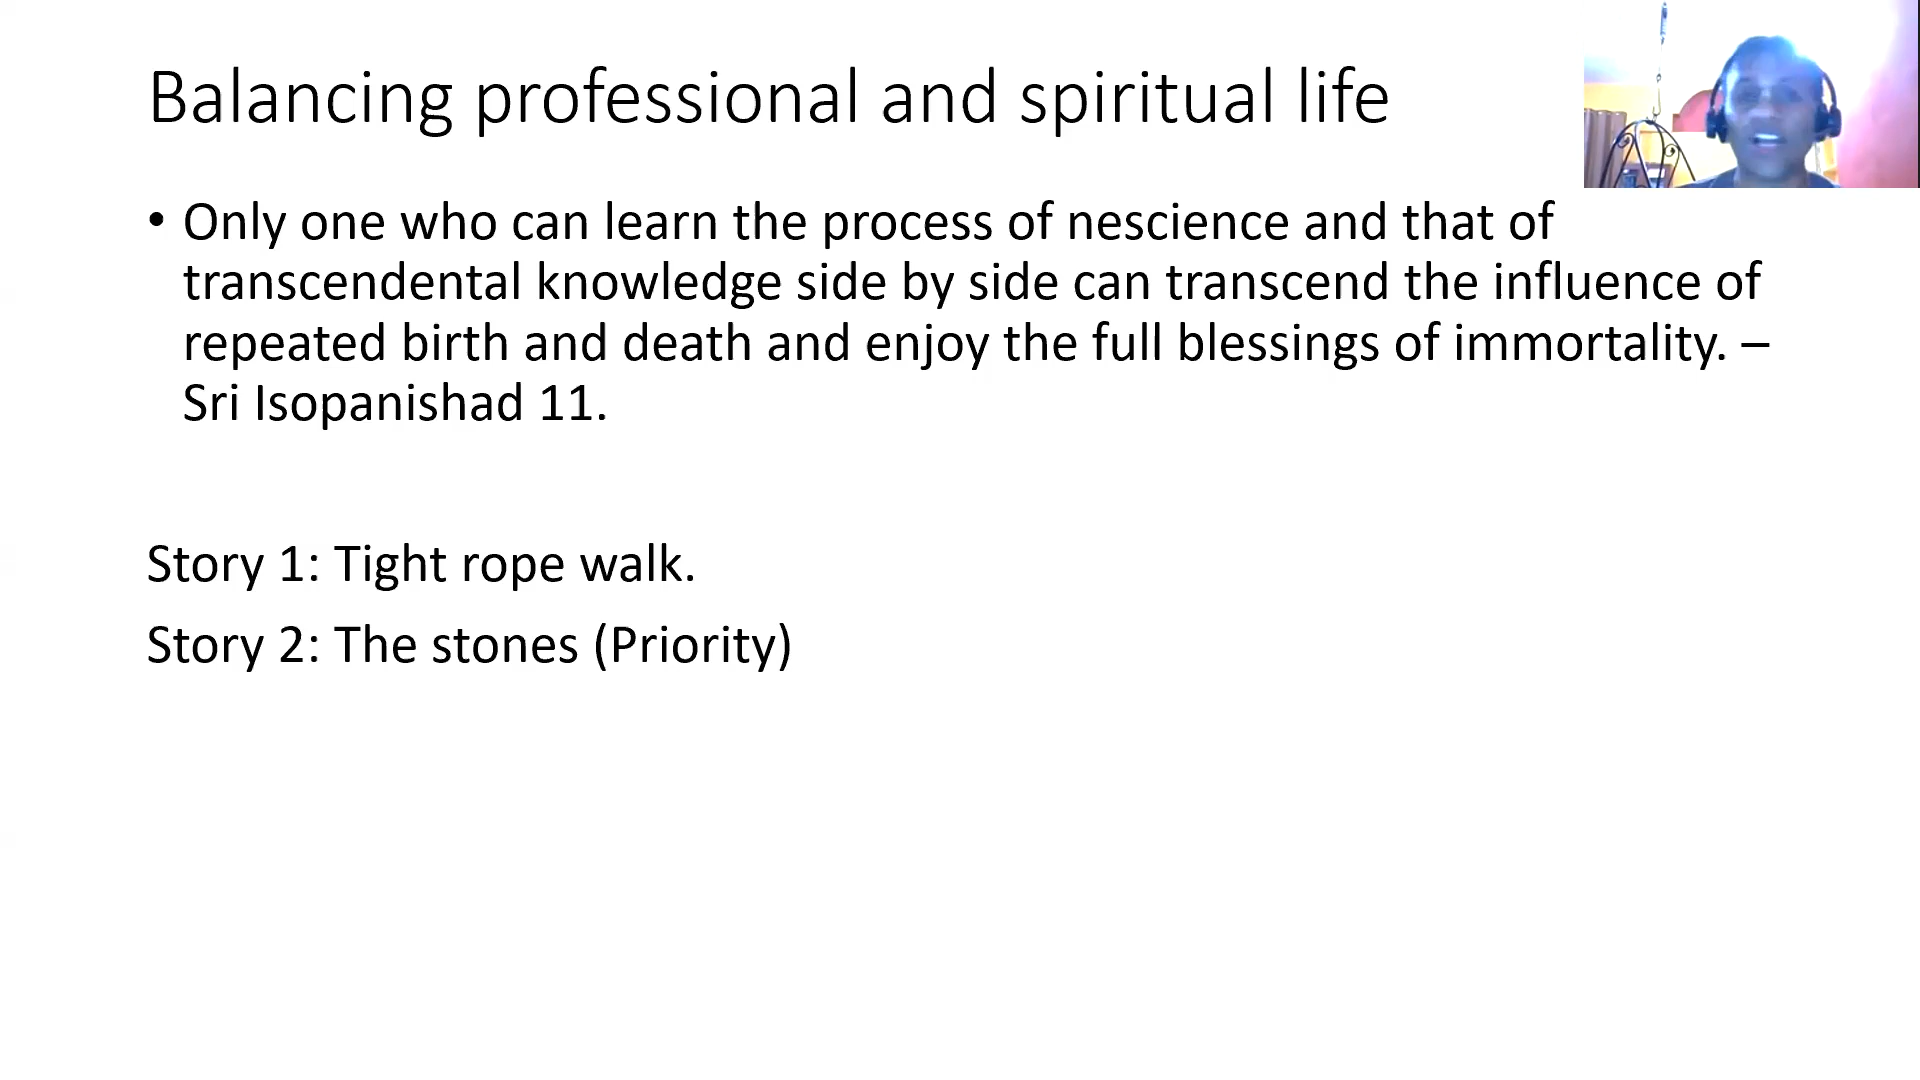 Balancing professional and spiritual life
• Only one who can learn the process of nescience and that of
transcendental knowledge side by side can transcend the influence of
repeated birth and death and enjoy the full blessings of immortality. –
Sri Isopanishad 11.
Story 1: Tight rope walk.
Story 2: The stones (Priority)